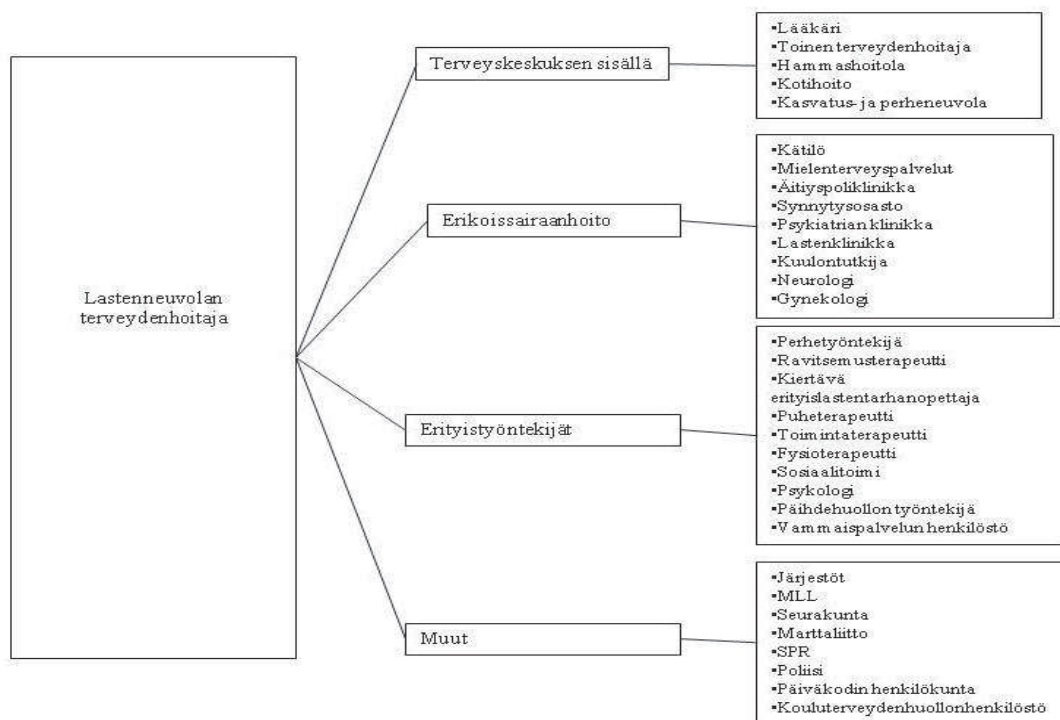 Lastenneuvolan
terveydenhoitaja
Terveyskeskuksen sisällä
▪Lääkäri
▪Toinen terveydenhoitaja
▪Hammashoitola
▪Kotihoito
▪Kasvatus- ja perheneuvola
Erikoissairaanhoito
▪Kätilö
▪Mielenterveyspalvelut
▪Äitiyspoliklinikka
▪Synnytysosasto
▪Psykiatrian klinikka
▪Lastenklinikka
▪Kuulontutkija
▪Neurologi
▪Gynekologi
Erityistyöntekijät
▪Perhetyöntekijä
▪Ravitsemusterapeutti
▪Kiertävä
erityislastentarhanopettaja
▪Puheterapeutti
▪Toimintaterapeutti
▪Fysioterapeutti
▪Sosiaalitoimi
▪Psykologi
▪Päihdehuollon työntekijä
▪Vammaispalvelun henkilöstö
Muut
▪Järjestöt
▪MLL
▪Seurakunta
▪Marttaliitto
▪SPR
▪Poliisi
▪Päiväkodin henkilökunta
▪Kouluterveydenhuollonhenkilöstö